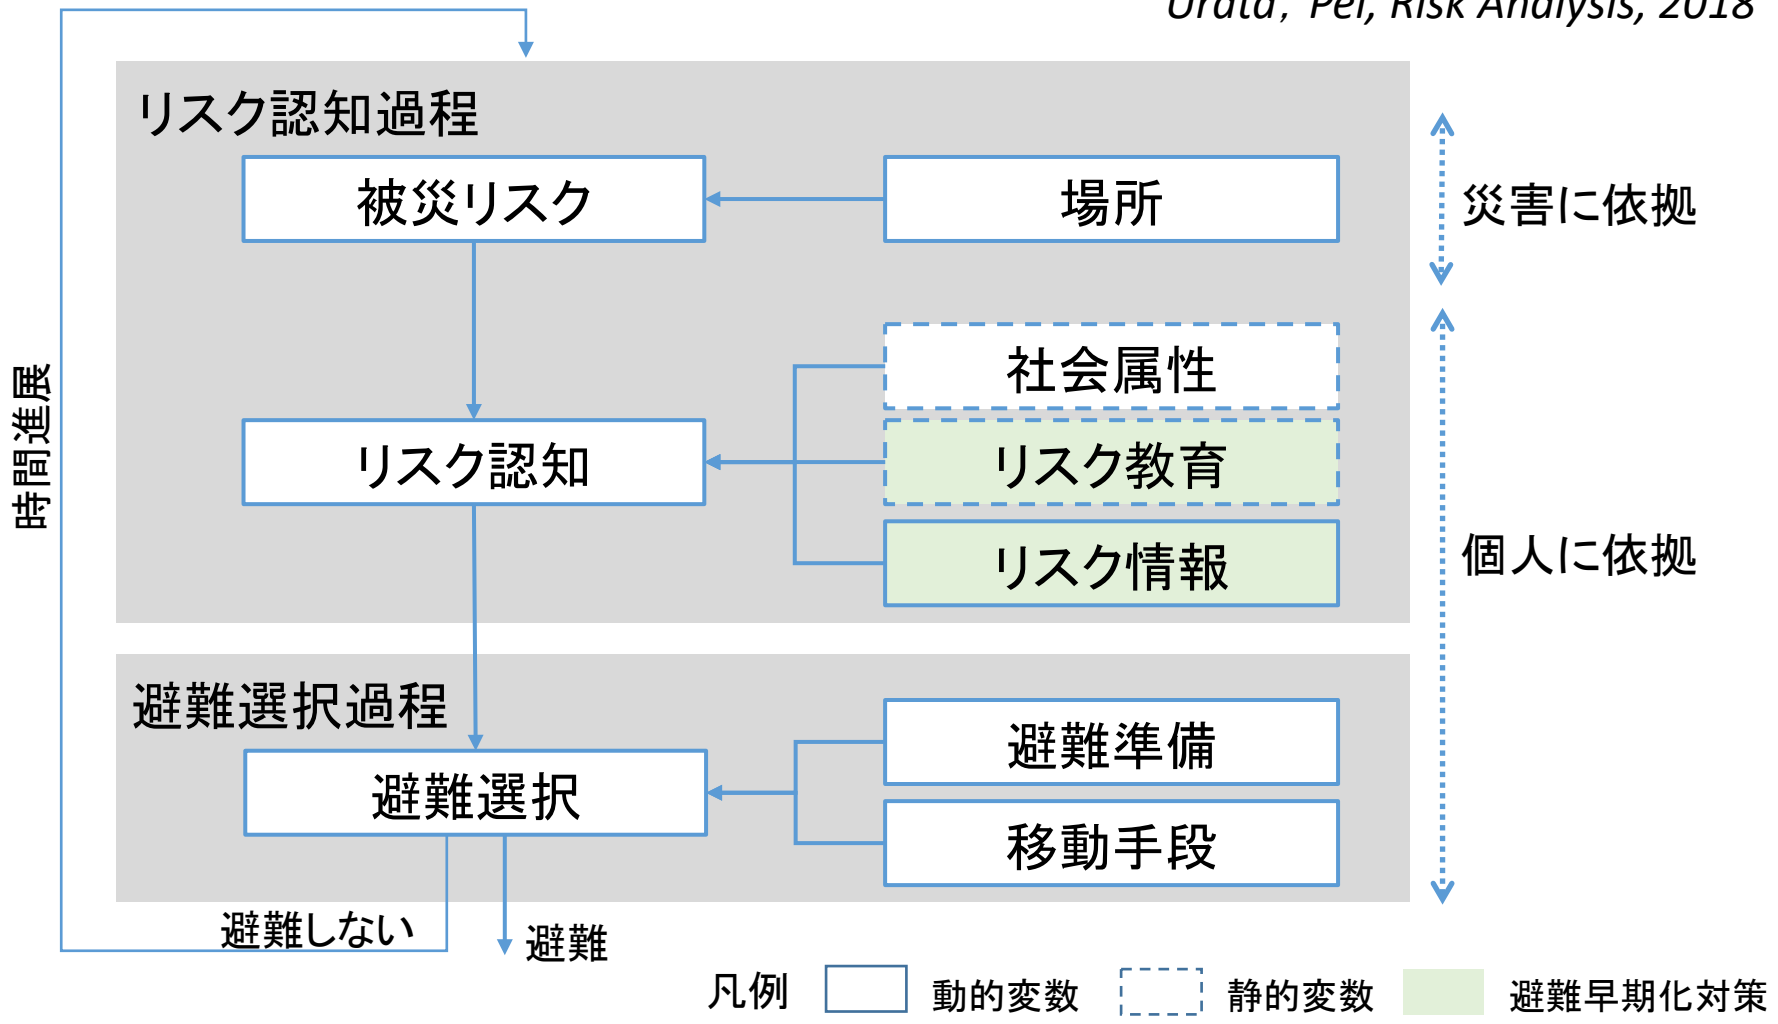 Urata, Pei, Risk Analysis, 2018
リスク認知過程
被災リスク
場所
災害に依拠
社会属性
リスク認知
リスク教育
リスク情報
個人に依拠
時間進展
避難選択過程
避難選択
避難準備
移動手段
避難しない
避難
凡例
動的変数
静的変数
避難早期化対策